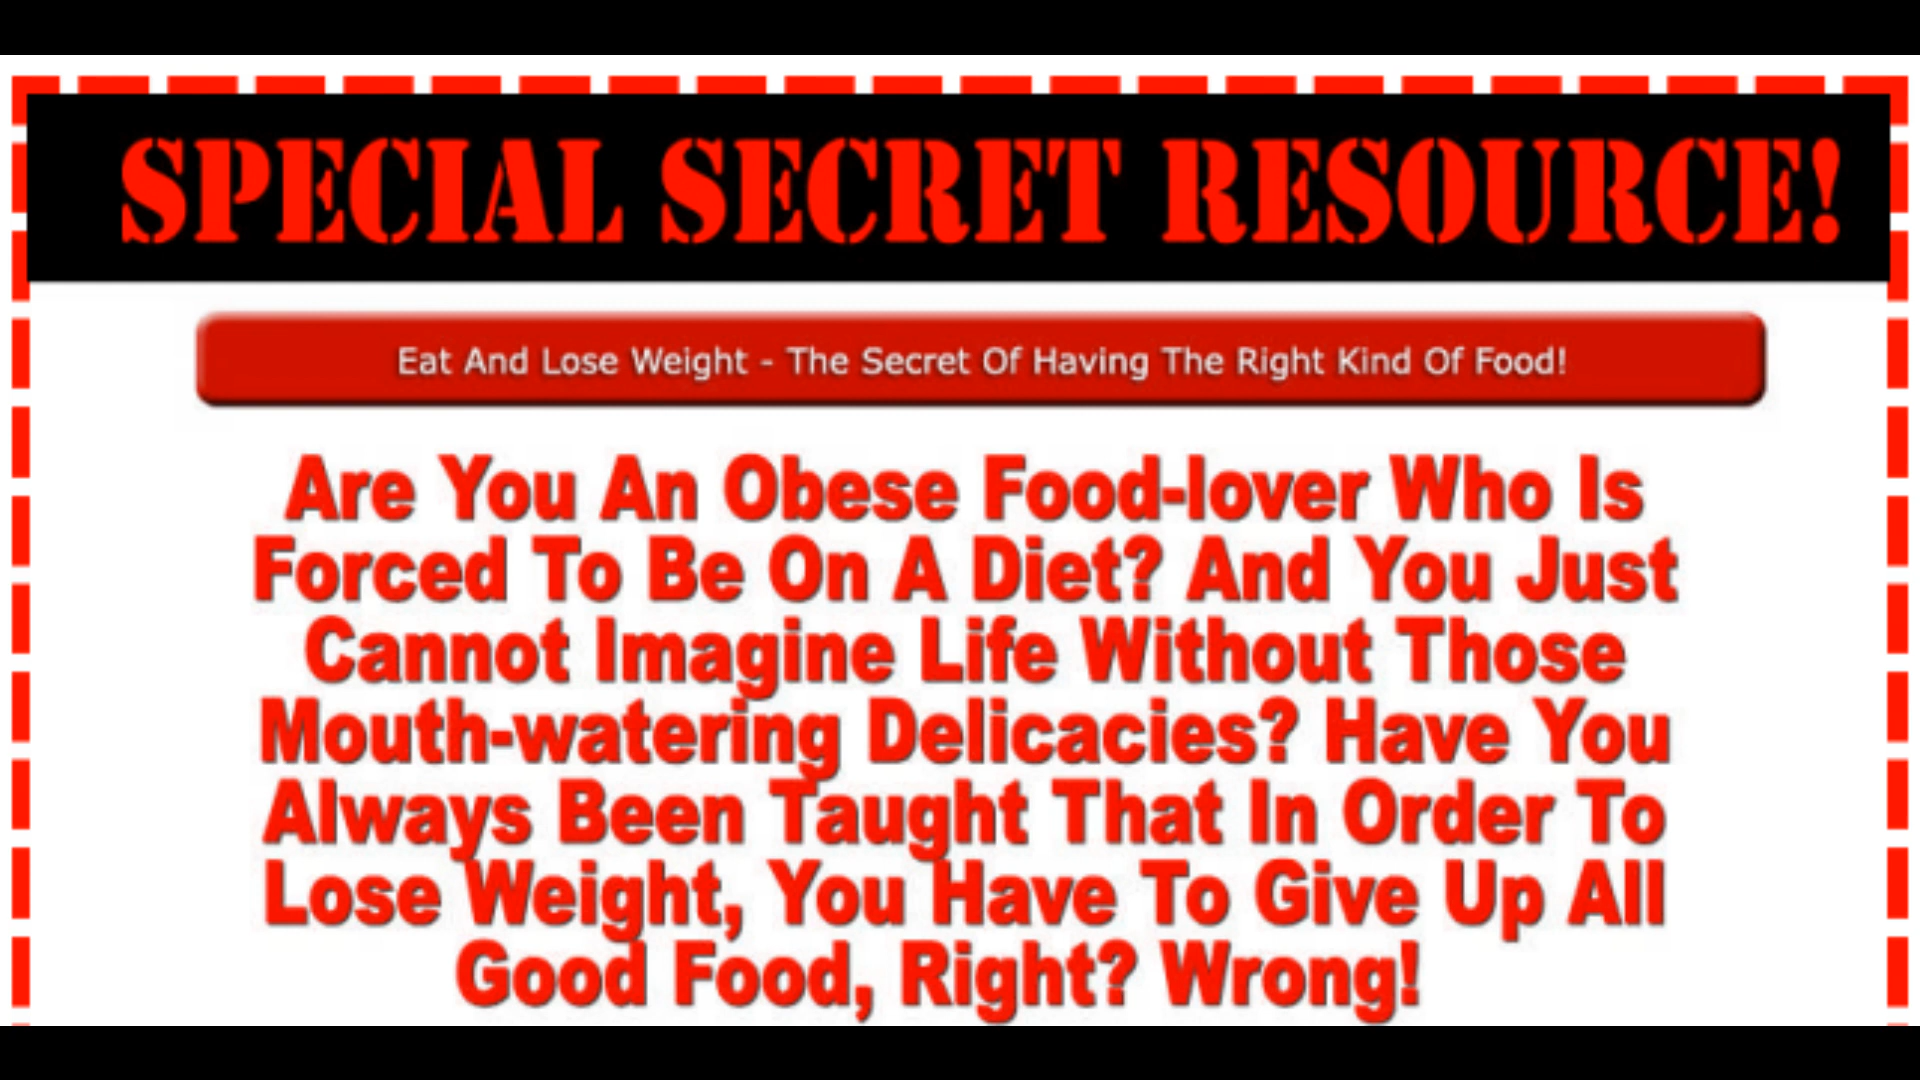 SPECIAL SECRET RESOURCE!
Eat And Lose Weight - The Secret Of Having The Right Kind Of Food!
Are You An Obese Food-lover Who Is
Forced To Be On A Diet? And You Just
Cannot Imagine Life Without Those
Mouth-watering Delicacies? Have You
Always Been Taught That In Order To
Lose Weight, You Have To Give Up All
Good Food, Right? Wrong!